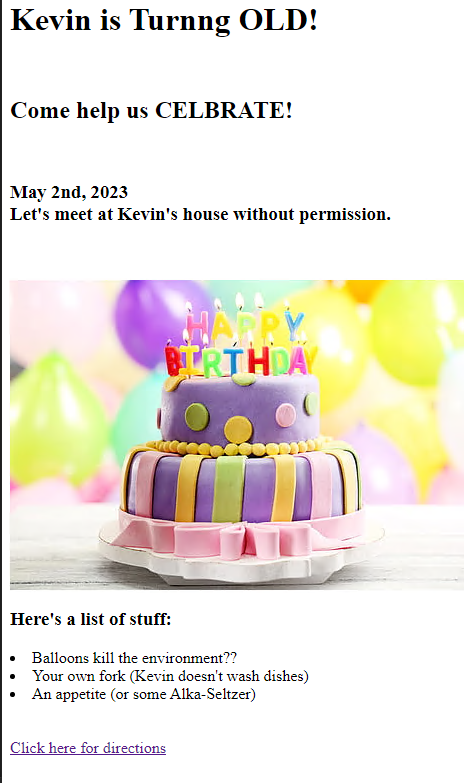 Kevin is Turnng OLD!
Come help us CELBRATE!
May 2nd, 2023
Let's meet at Kevin's house without permission.
HAPPY
BIRTHDAY
Here's a list of stuff:
Balloons kill the environment??
Your own fork (Kevin doesn't wash dishes)
An appetite (or some Alka-Seltzer)
Click here for directions